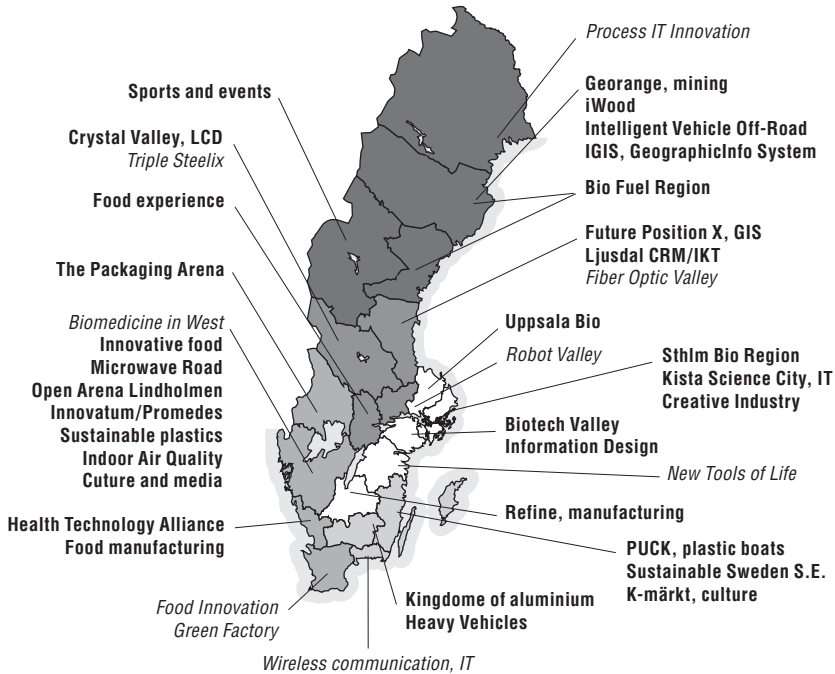 Process IT Innovation
Sports and events
Georange, mining
iWood
Intelligent Vehicle Off-Road
IGIS, GeographicInfo System
Crystal Valley, LCD
Triple Steelix
Bio Fuel Region
Food experience
Future Position X, GIS
Ljusdal CRM/IKT
Fiber Optic Valley
The Packaging Arena
Biomedicine in West
Innovative food
Microwave Road
Open Arena Lindholmen
Innovatum/Promedes
Sustainable plastics
Indoor Air Quality
Cuture and media
Uppsala Bio
Robot Valley
Sthlm Bio Region
Kista Science City, IT
Creative Industry
Biotech Valley
Information Design
New Tools of Life
Refine, manufacturing
Health Technology Alliance
Food manufacturing
PUCK, plastic boats
Sustainable Sweden S.E.
K-märkt, culture
Food Innovation
Green Factory
Kingdome of aluminium
Heavy Vehicles
Wireless communication, IT